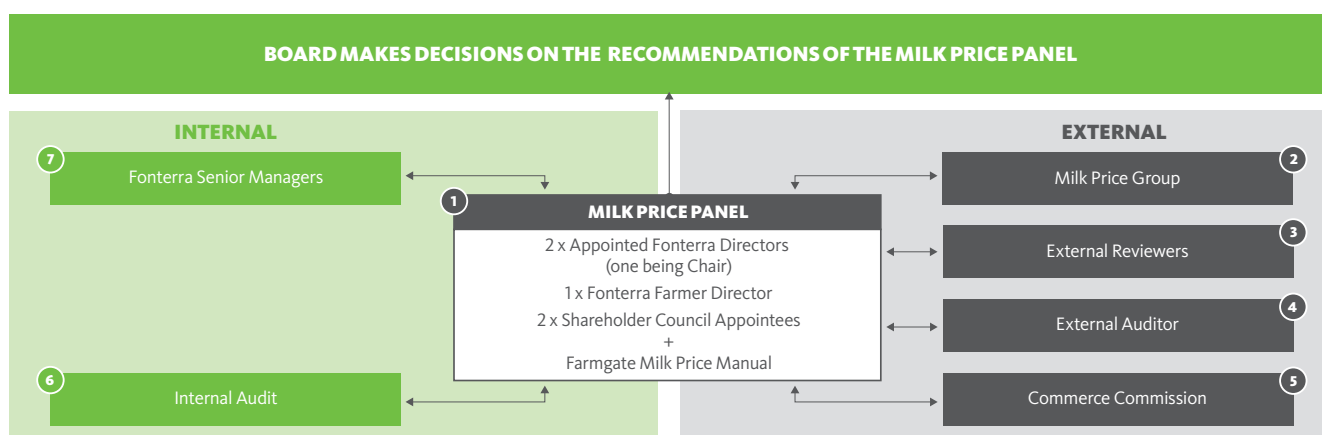 BOARD MAKES DECISIONS ON THE RECOMMENDATIONS OF THE MILK PRICE PANEL
INTERNAL
7
Fonterra Senior Managers
6
Internal Audit
1
MILK PRICE PANEL
2 x Appointed Fonterra Directors
(one being Chair)
1 x Fonterra Farmer Director
2 x Shareholder Council Appointees
+
Farmgate Milk Price Manual
EXTERNAL
2
Milk Price Group
3
External Reviewers
4
External Auditor
5
Commerce Commission